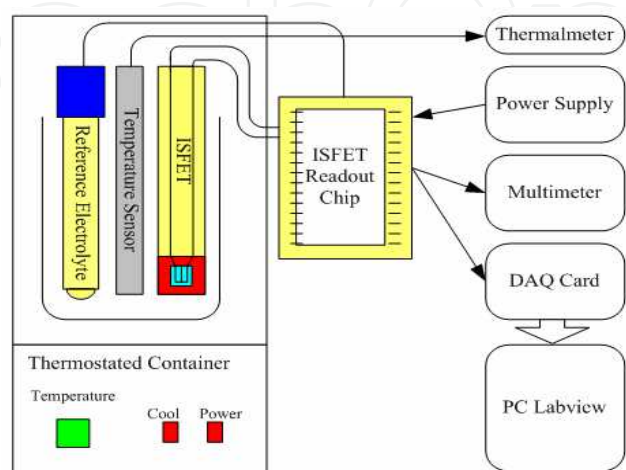 Reference Electrolyte
Temperature Sensor
ISFET
ISFET
Readout
Chip
Thermalmeter
Power Supply
Multimeter
DAQ Card
PC Labview
Thermostated Container
Temperature
Cool
Power